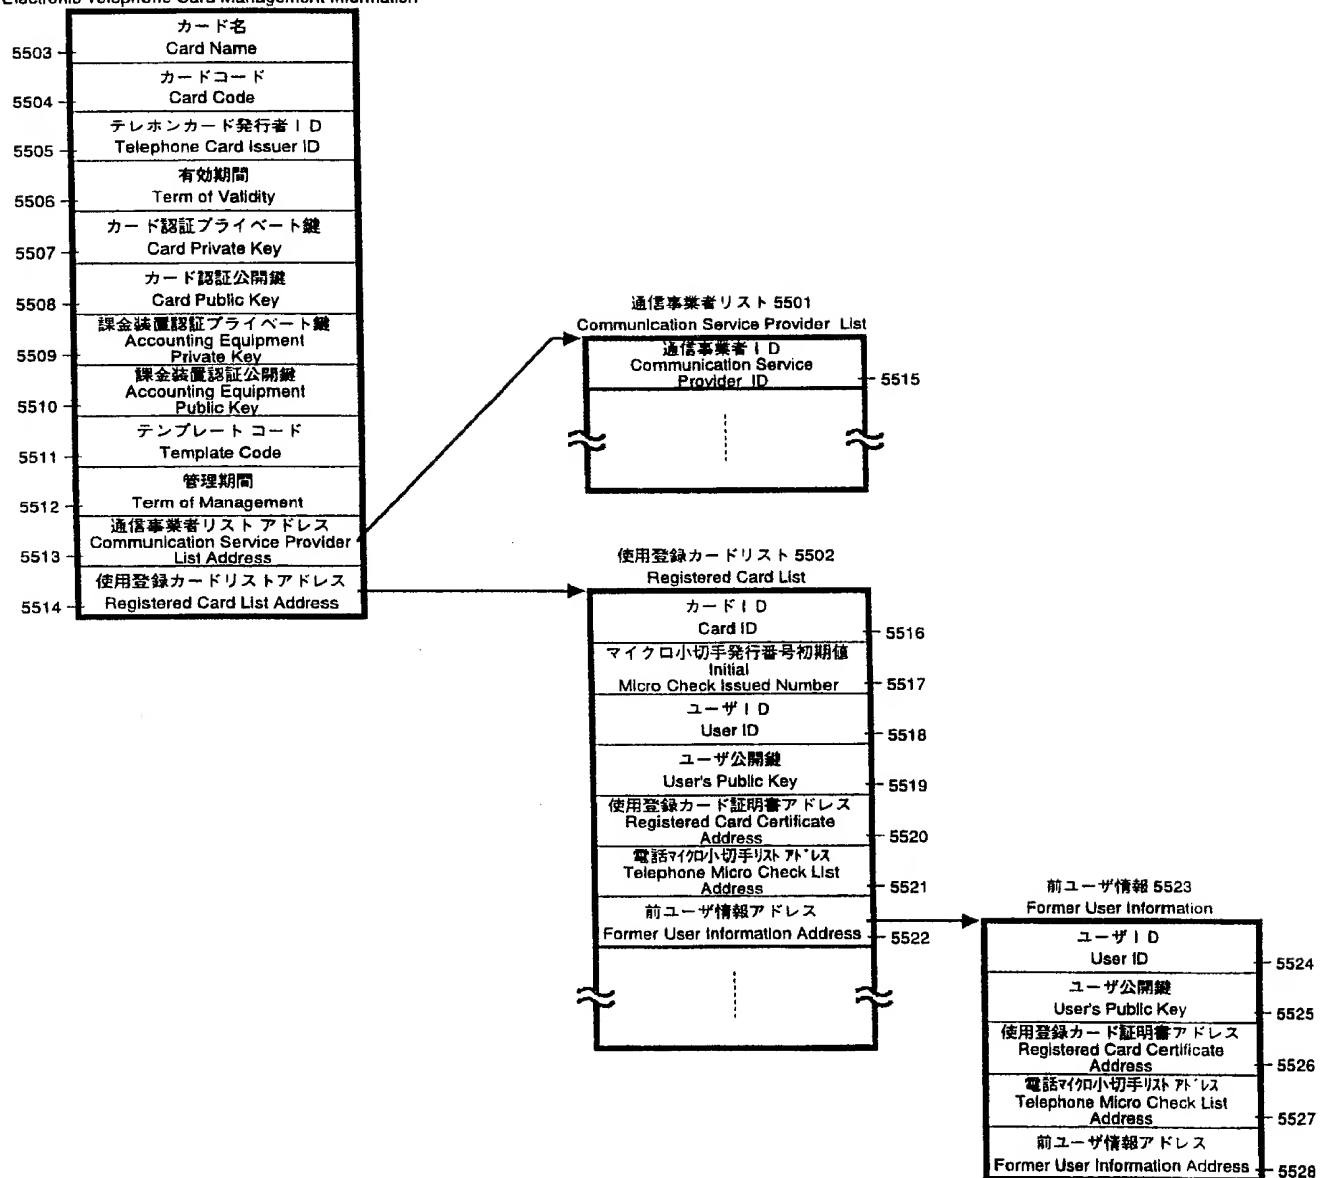 Electronic Telephone Card Management Information
カード名
Card Name
5503
カードコード
Card Code
5504
テレホンカード発行者ID
Telephone Card Issuer ID
5505
有効期間
Term of Validity
5506
カード認証プライベート鍵
Card Private Key
5507
カード認証公開鍵
Card Public Key
5508
課金装置認証プライベート鍵
Accounting Equipment
Private Key
5509
課金装置認証公開鍵
Accounting Equipment
Public Key
5510
テンプレート コード
Template Code
5511
管理期間
Term of Management
5512
通信事業者リスト アドレス
Communication Service Provider
List Address
5513
使用登録カードリストアドレス
Registered Card List Address
5514
通信事業者リスト 5501
Communication Service Provider List
通信事業者ID
Communication Service
Provider ID
5515
使用登録カードリスト 5502
Registered Card List
カードID
Card ID
5516
マイクロ小切手発行番号初期値
Initial
Micro Check Issued Number
5517
ユーザID
User ID
5518
ユーザ公開鍵
User's Public Key
5519
使用登録カード証明書アドレス
Registered Card Certificate
Address
5520
電話マイクロ小切手リスト アドレス
Telephone Micro Check List
Address
5521
前ユーザ情報アドレス
Former User Information Address
5522
前ユーザ情報 5523
Former User Information
ユーザID
User ID
5524
ユーザ公開鍵
User's Public Key
5525
使用登録カード証明書アドレス
Registered Card Certificate
Address
5526
電話マイクロ小切手リスト アドレス
Telephone Micro Check List
Address
5527
前ユーザ情報アドレス
Former User Information Address
5528